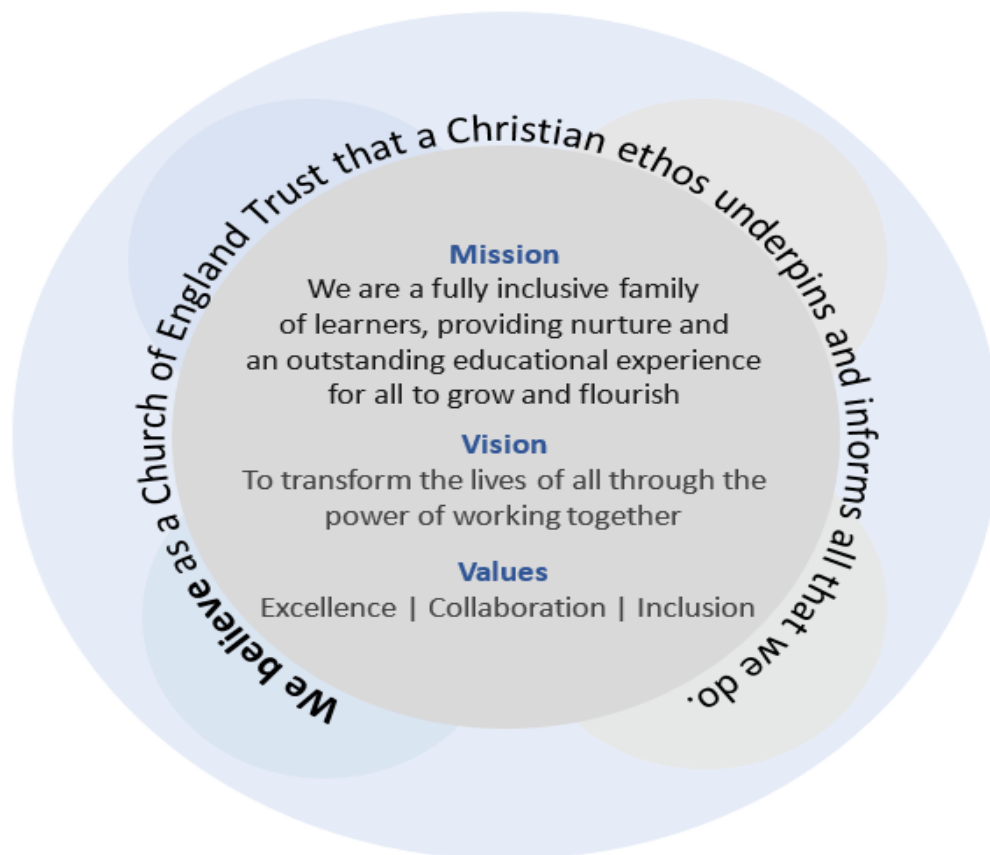 We believe as a Church of England Trust that a Christian ethos underpins and informs all that we do.
Mission
We are a fully inclusive family
of learners, providing nurture and
an outstanding educational experience
for all to grow and flourish
Vision
To transform the lives of all through the
power of working together
Values
Excellence | Collaboration | Inclusion